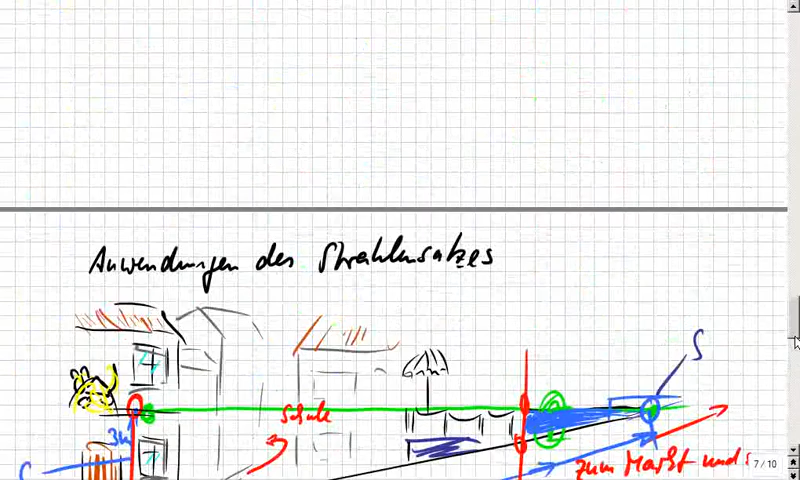 Anwendungen des Strahlensatzes
S
Schule
3m
C
zum Markt und
7/10